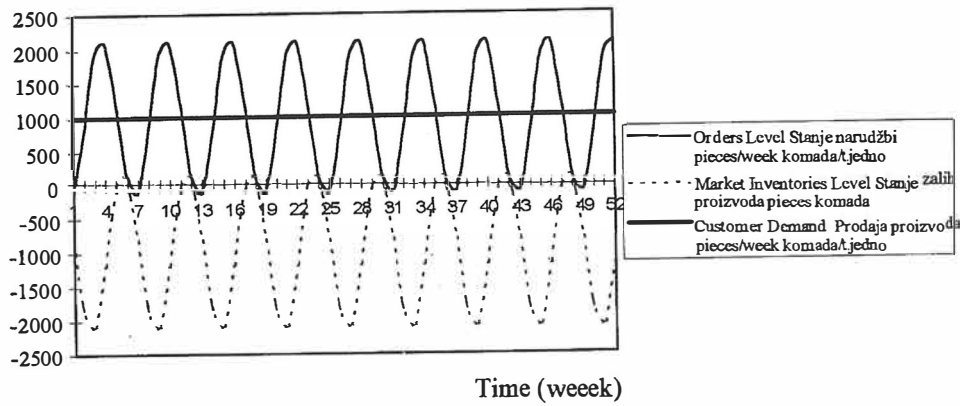 2500
2000
1500
1000
500
0
-500
-1000
-1500
-2000
-2500
4 7 10 13 16 19 22 25 28 31 34 37 40 43 46 49 52
Time (weeek)
Orders Level Stanje narudžbi
pieces/week komada/tjedno
Market Inventories Level Stanje zalih
proizvoda pieces komada
Customer Demand Prodaja proizvoda
pieces/week komada/tjedno